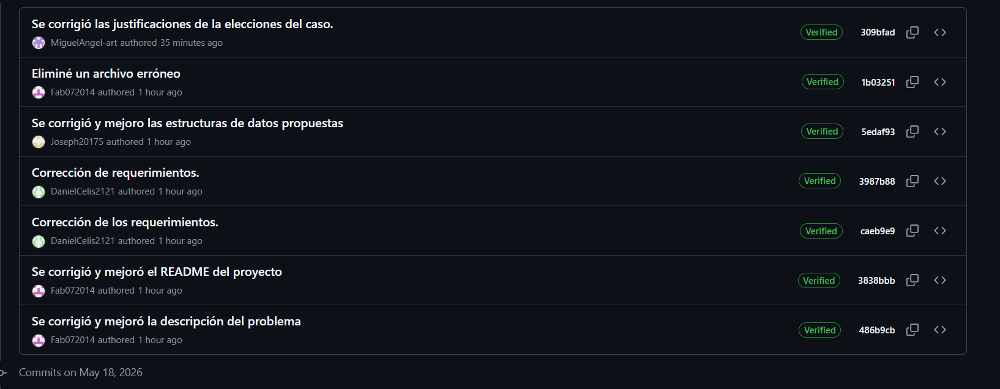 Se corrigió las justificaciones de la elecciones del caso.
MiguelAngel-art authored 35 minutes ago
Verified 309bfad
Eliminé un archivo erróneo
Fab072014 authored 1 hour ago
Verified 1b03251
Se corrigió y mejoro las estructuras de datos propuestas
Joseph20175 authored 1 hour ago
Verified 5edaf93
Corrección de requerimientos.
DanielCelis2121 authored 1 hour ago
Verified 3987b88
Corrección de los requerimientos.
DanielCelis2121 authored 1 hour ago
Verified caeb9e9
Se corrigió y mejoró el README del proyecto
Fab072014 authored 1 hour ago
Verified 3838bbb
Se corrigió y mejoró la descripción del problema
Fab072014 authored 1 hour ago
Verified 486b9cb
Commits on May 18, 2026